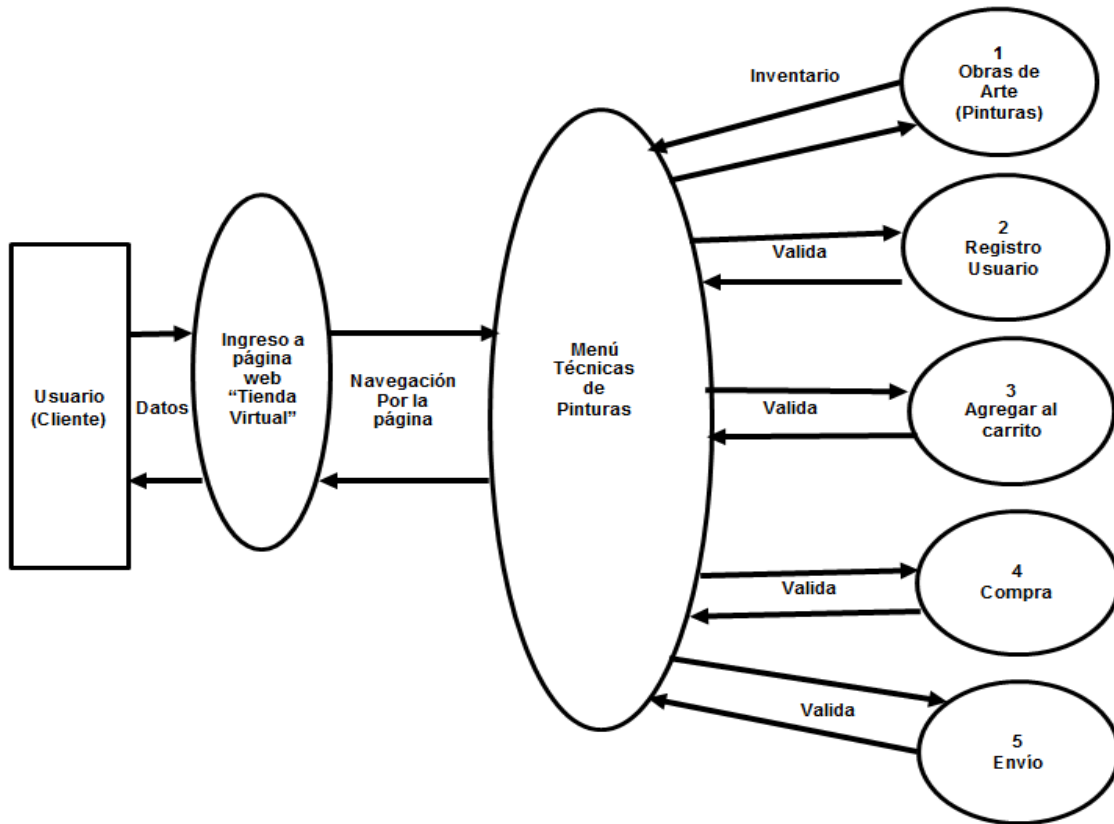 Usuario
(Cliente)
Datos
Ingreso a
página
web
“Tienda
Virtual”
Navegación
Por la
página
Menú
Técnicas
de
Pinturas
Inventario
1
Obras de
Arte
(Pinturas)
Valida
2
Registro
Usuario
Valida
3
Agregar al
carrito
Valida
4
Compra
Valida
5
Envío